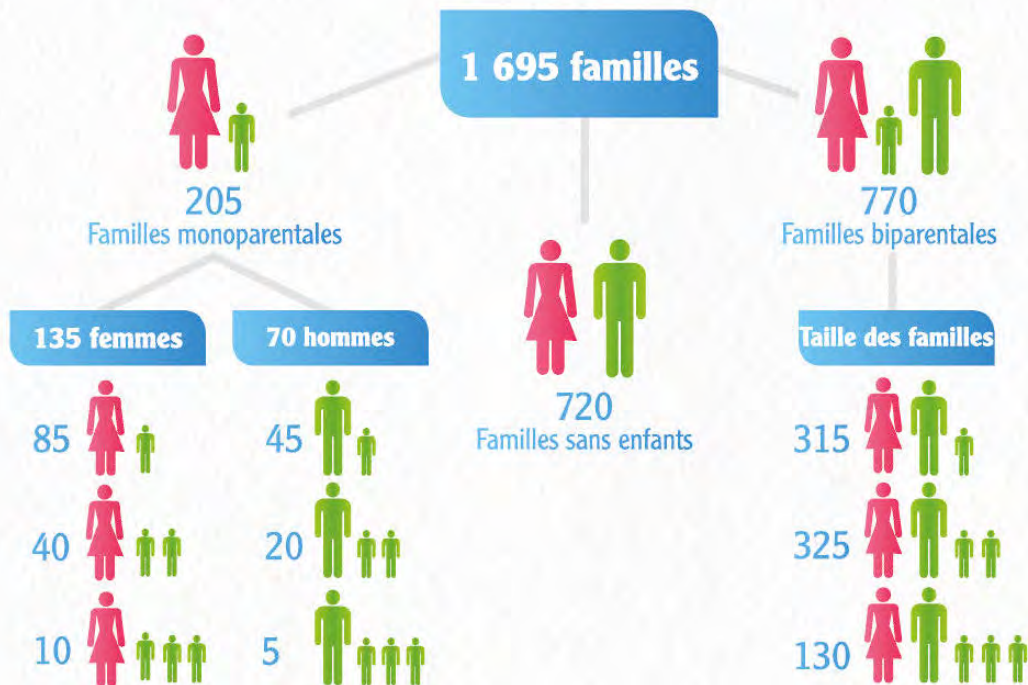 1 695 familles
205
Familles monoparentales
770
Familles biparentales
135 femmes
70 hommes
Taille des familles
720
Familles sans enfants
85
45
315
40
20
325
10
5
130